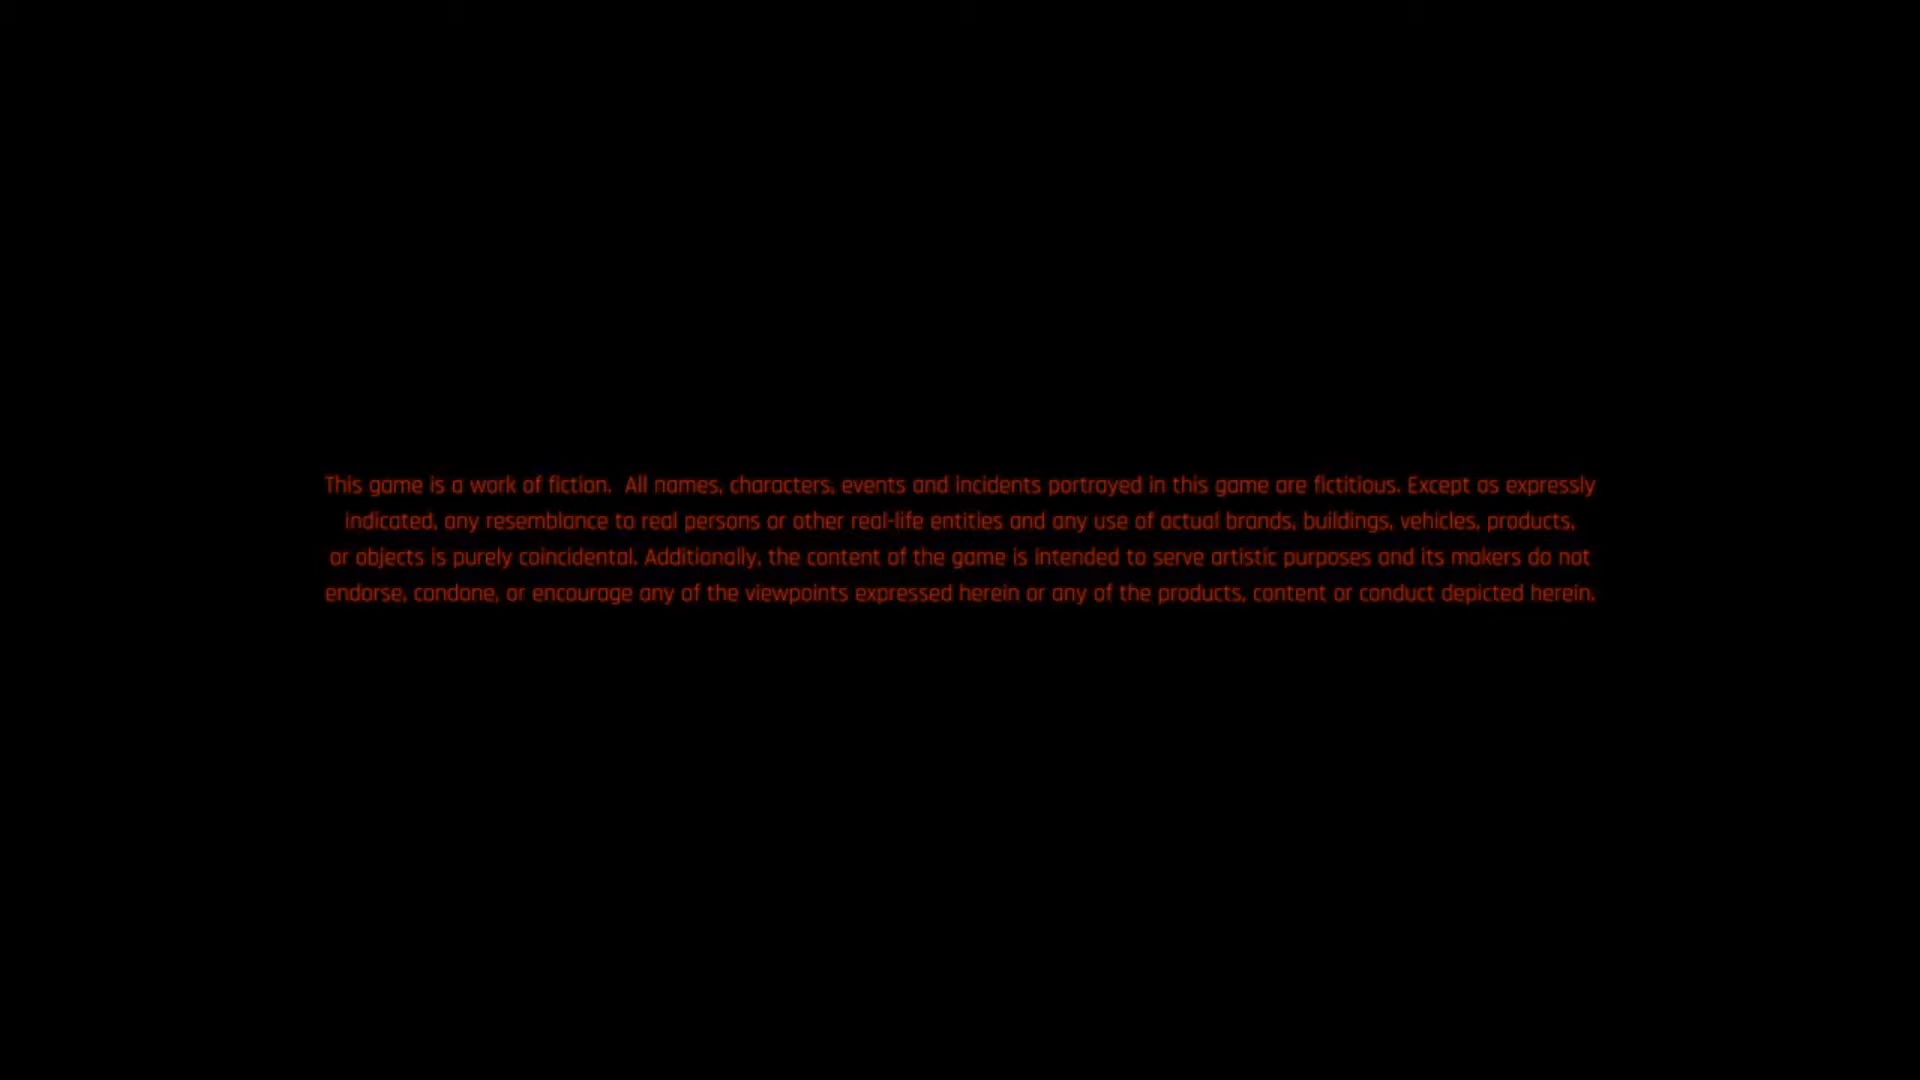 This game is a work of fiction.  All names, characters, events and incidents portrayed in this game are fictitious. Except as expressly
indicated, any resemblance to real persons or other real-life entities and any use of actual brands, buildings, vehicles, products,
or objects is purely coincidental. Additionally, the content of the game is intended to serve artistic purposes and its makers do not
endorse, condone, or encourage any of the viewpoints expressed herein or any of the products, content or conduct depicted herein.